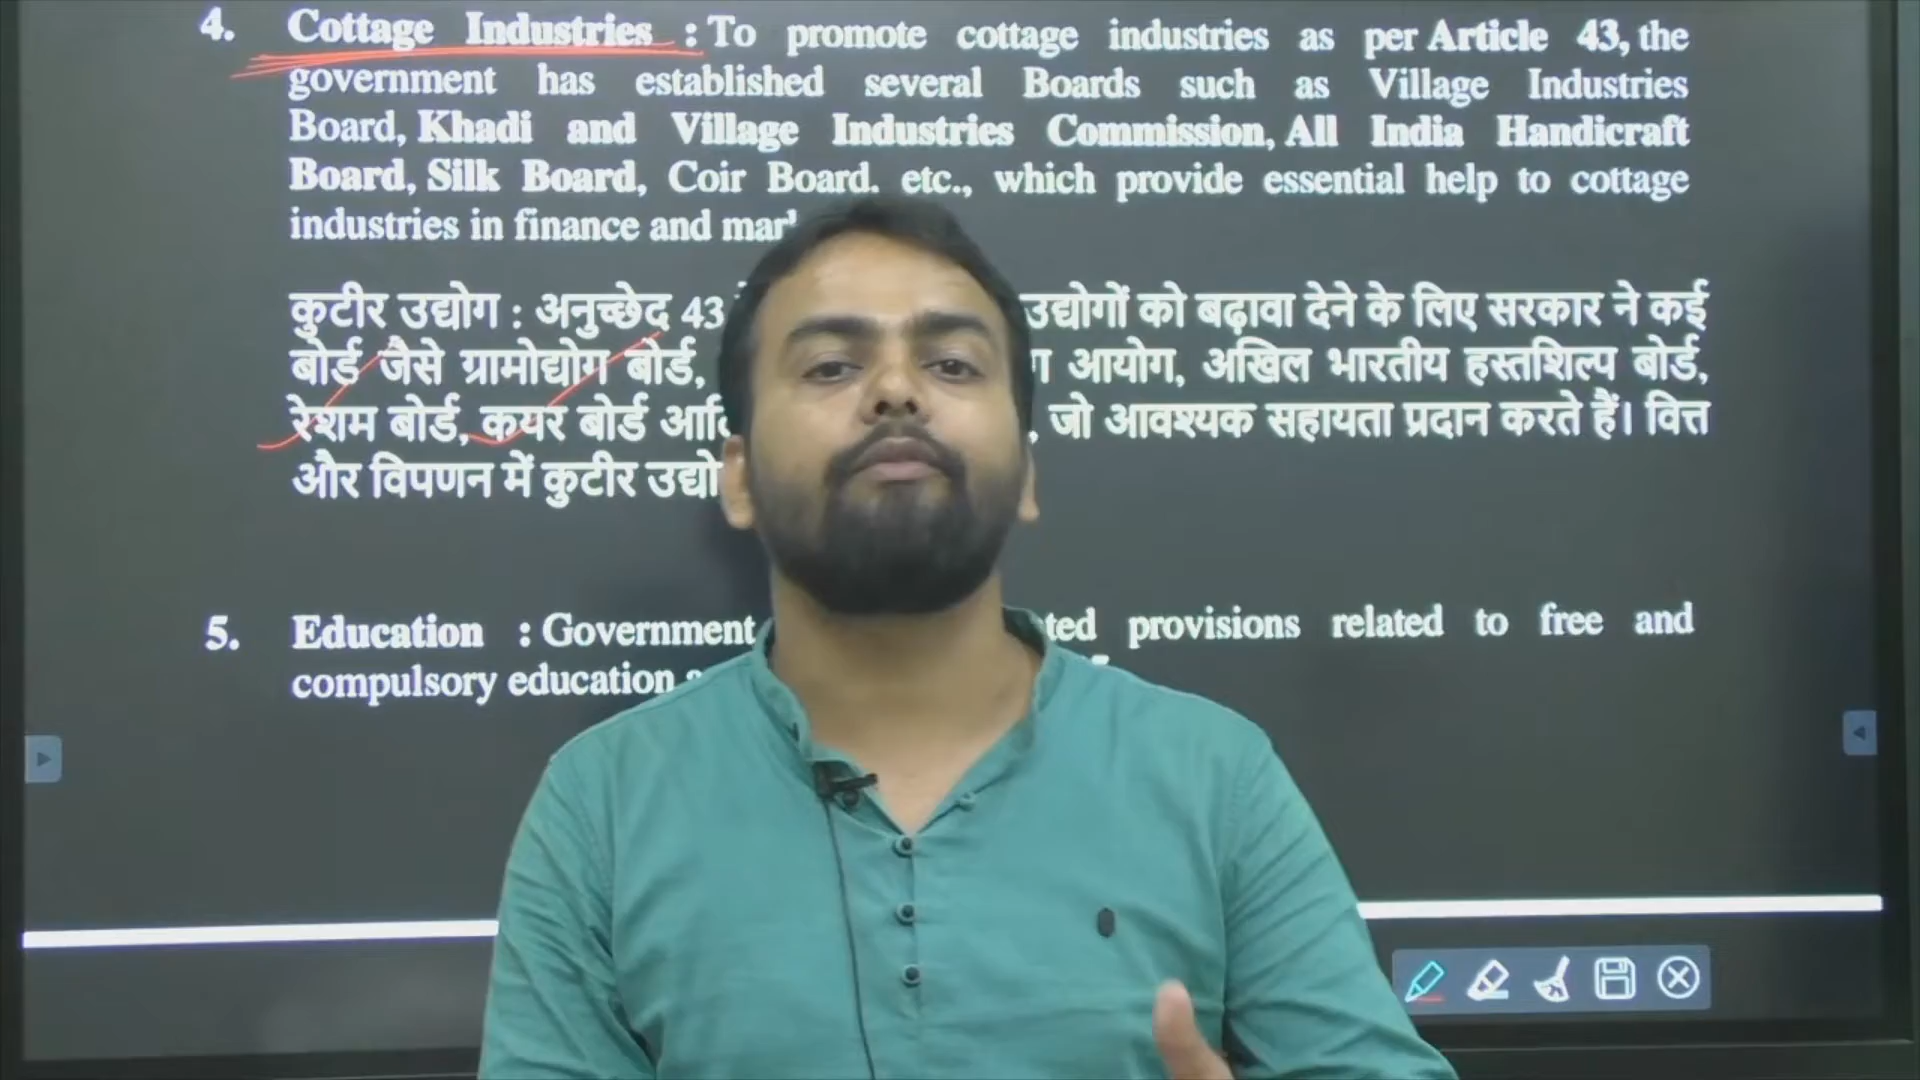 4. Cottage Industries : To promote cottage industries as per Article 43, the
government has established several Boards such as Village Industries
Board, Khadi and Village Industries Commission, All India Handicraft
Board, Silk Board, Coir Board. etc., which provide essential help to cottage
industries in finance and
कुटीर उद्योग : अनुच्छेद 43 उद्योगों को बढ़ावा देने के लिए सरकार ने कई
बोर्ड जैसे ग्रामोद्योग बोर्ड, आयोग, अखिल भारतीय हस्तशिल्प बोर्ड,
रेशम बोर्ड, कयर बोर्ड , जो आवश्यक सहायता प्रदान करते हैं। वित्त
और विपणन में कुटीर
5. Education : Government provisions related to free and
compulsory education